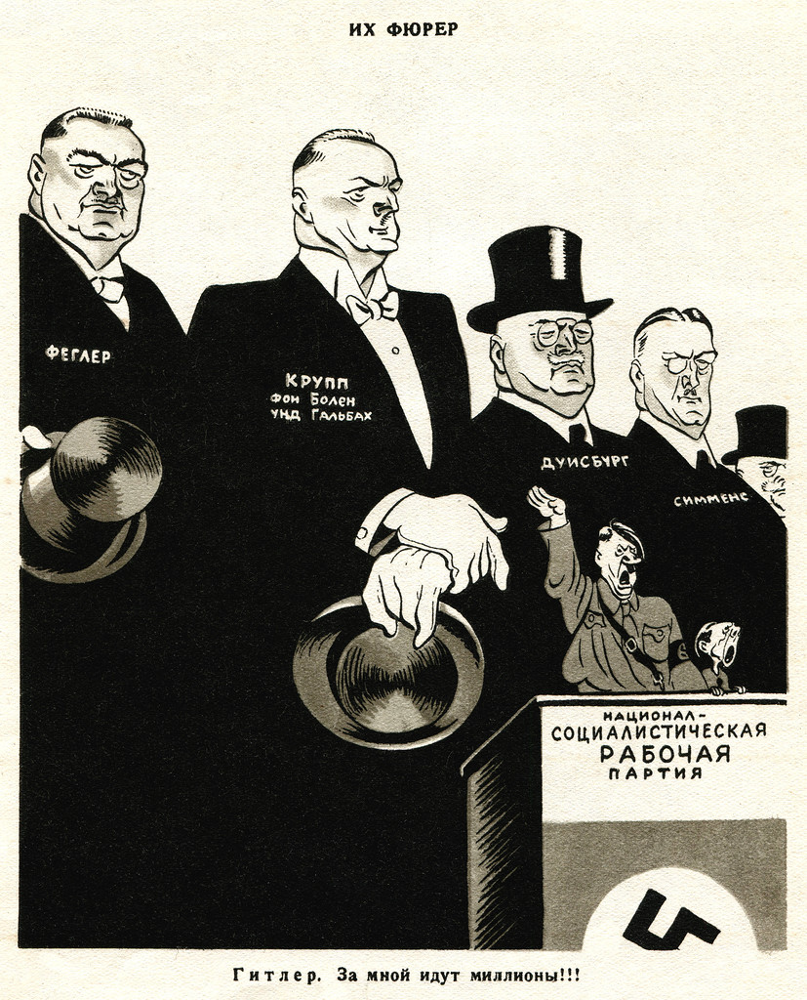 ИХ ФЮРЕР
ФЕГЛЕР
КРУПП
фон Болен
унд Гальбах
ДУИСБУРГ
СИММЕНС
НАЦИОНАЛ-
СОЦИАЛИСТИЧЕСКАЯ
РАБОЧАЯ
ПАРТИЯ
Гитлер. За мной идут миллионы!!!